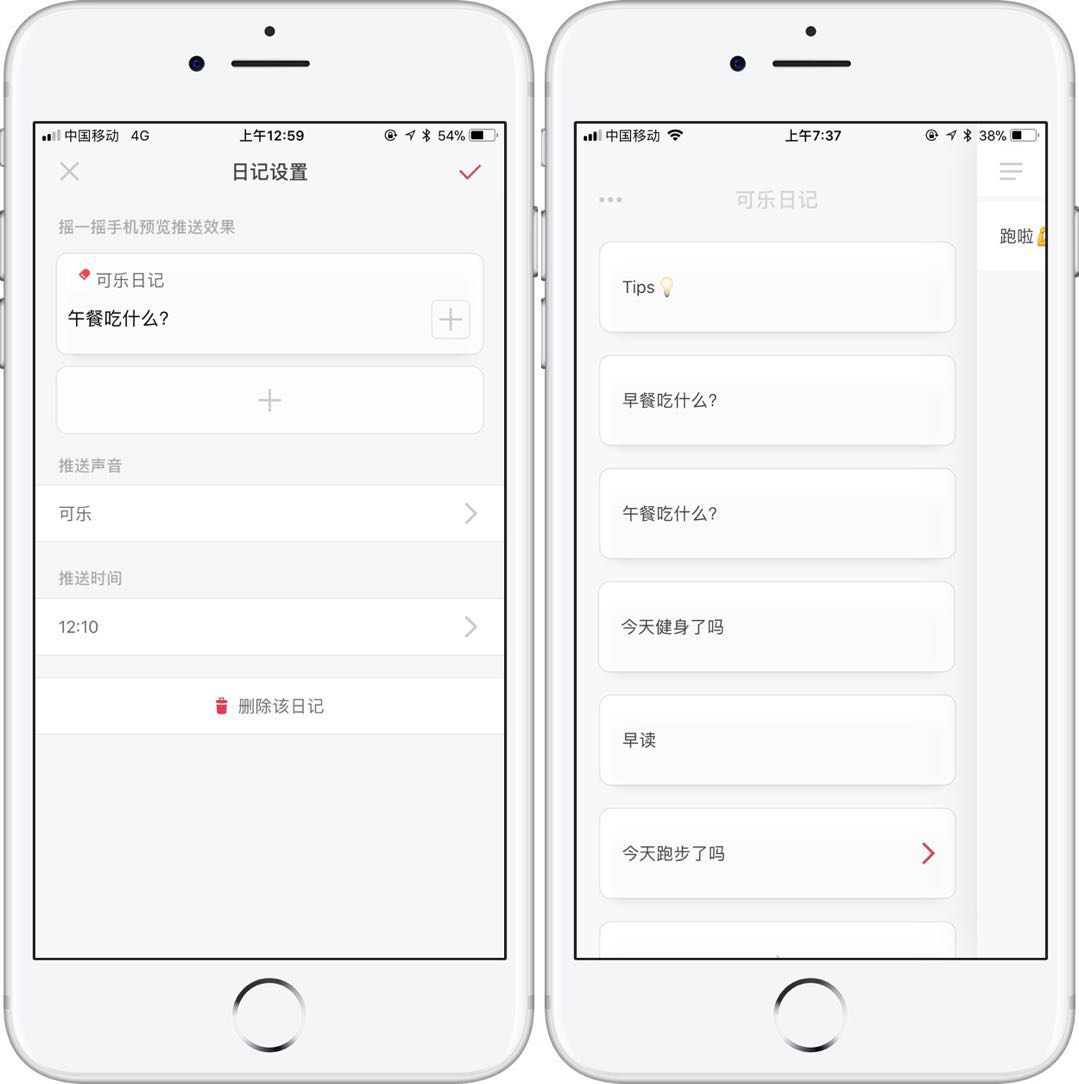 中国移动 4G 上午12:59 54%
日记设置
摇一摇手机预览推送效果
可乐日记
午餐吃什么?
推送声音
可乐
推送时间
12:10
删除该日记
中国移动 上午7:37 38%
可乐日记
跑啦💪
Tips💡
早餐吃什么?
午餐吃什么?
今天健身了吗
早读
今天跑步了吗